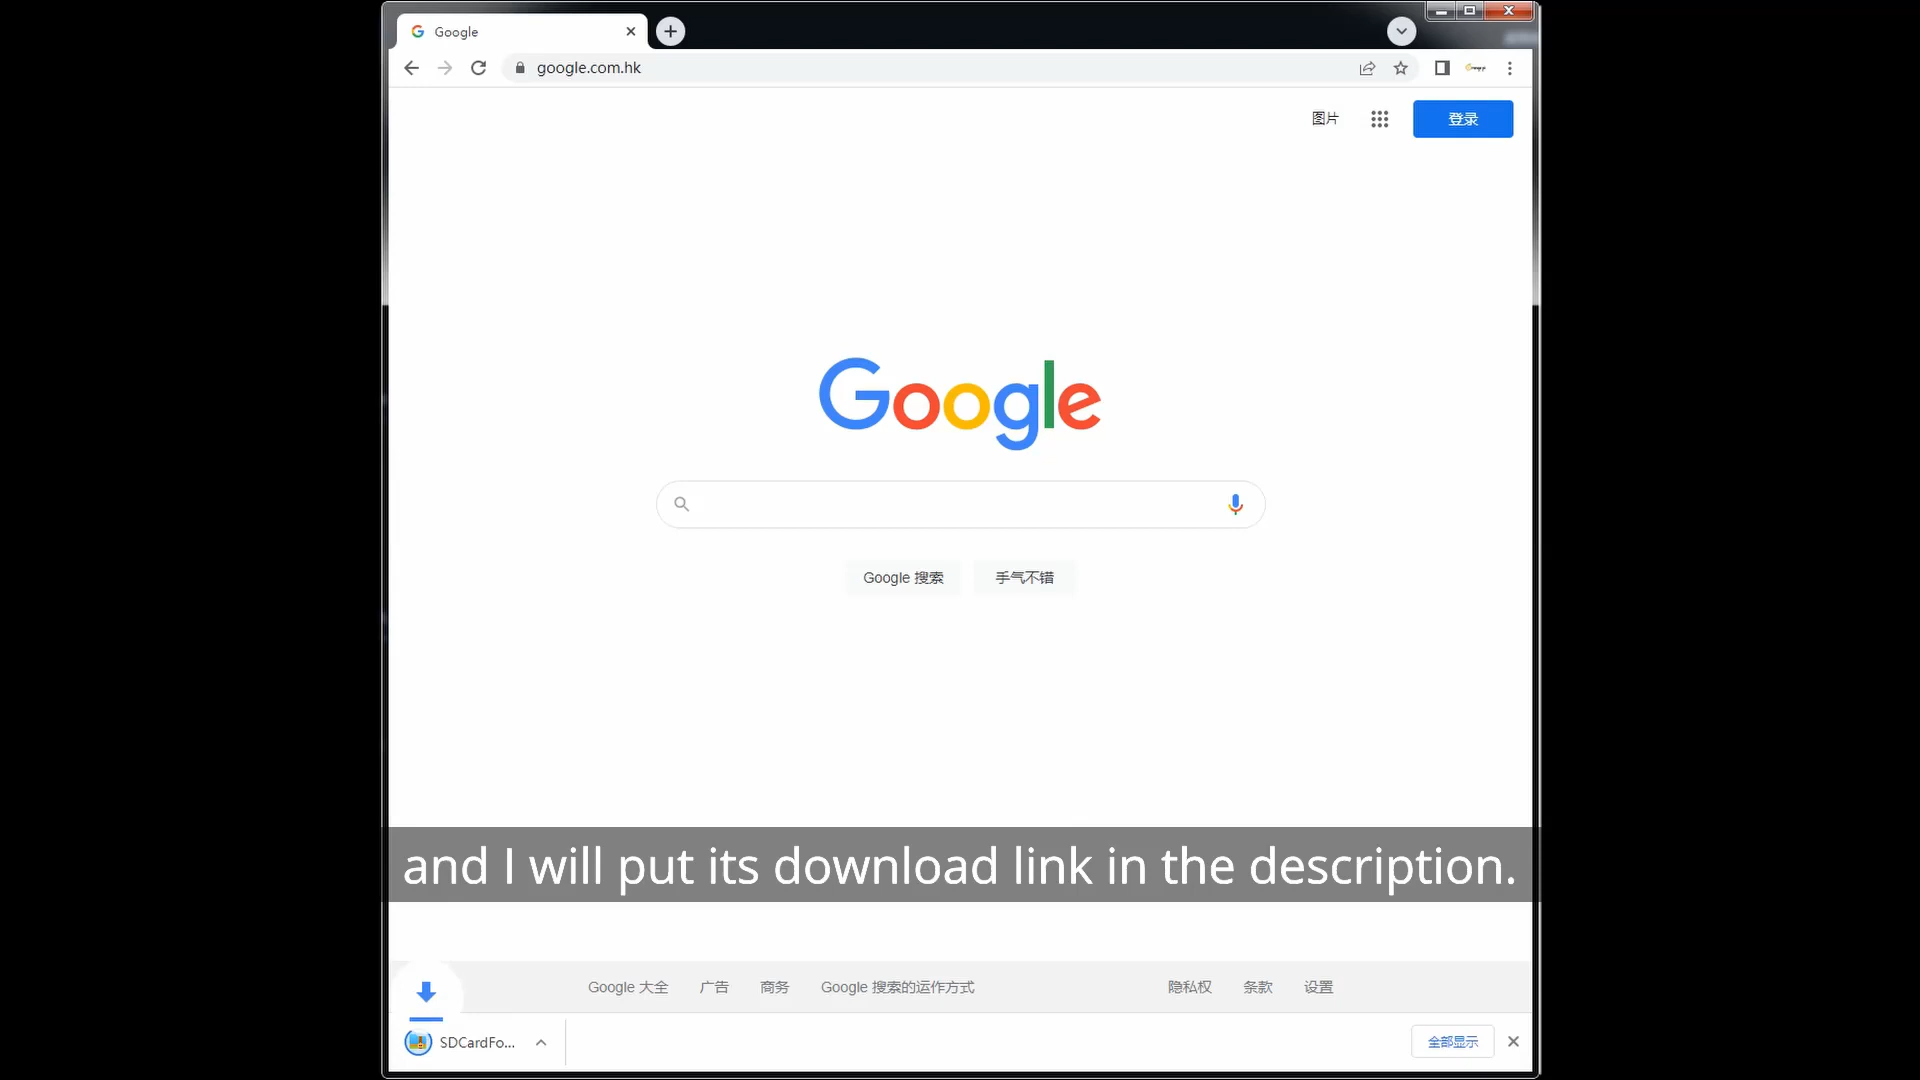 Google
google.com.hk
图片
登录
Google
Google 搜索
手气不错
and I will put its download link in the description.
Google 大全
广告
商务
Google 搜索的运作方式
隐私权
条款
设置
SDCardFo...
全部显示